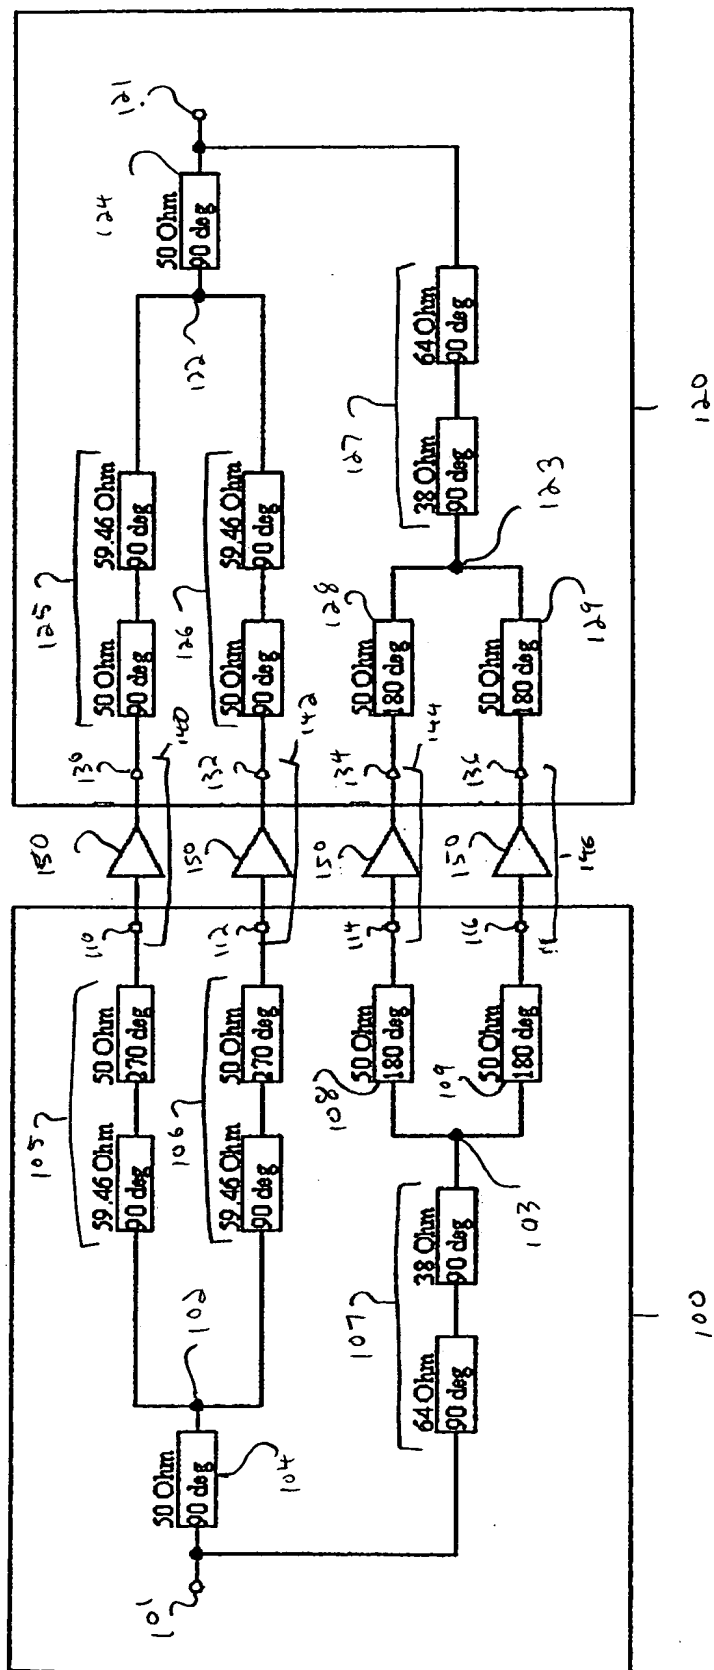 105
50 Ohm
90 deg
104
101
102
59.46 Ohm
90 deg
50 Ohm
270 deg
110
106
59.46 Ohm
90 deg
50 Ohm
270 deg
112
107
64 Ohm
90 deg
38 Ohm
90 deg
103
108
50 Ohm
180 deg
114
109
50 Ohm
180 deg
116
100
150
140
150
142
150
144
150
146
130
125
50 Ohm
90 deg
59.46 Ohm
90 deg
132
126
50 Ohm
90 deg
59.46 Ohm
90 deg
122
124
50 Ohm
90 deg
121
134
128
50 Ohm
180 deg
136
50 Ohm
180 deg
129
123
127
38 Ohm
90 deg
64 Ohm
90 deg
120